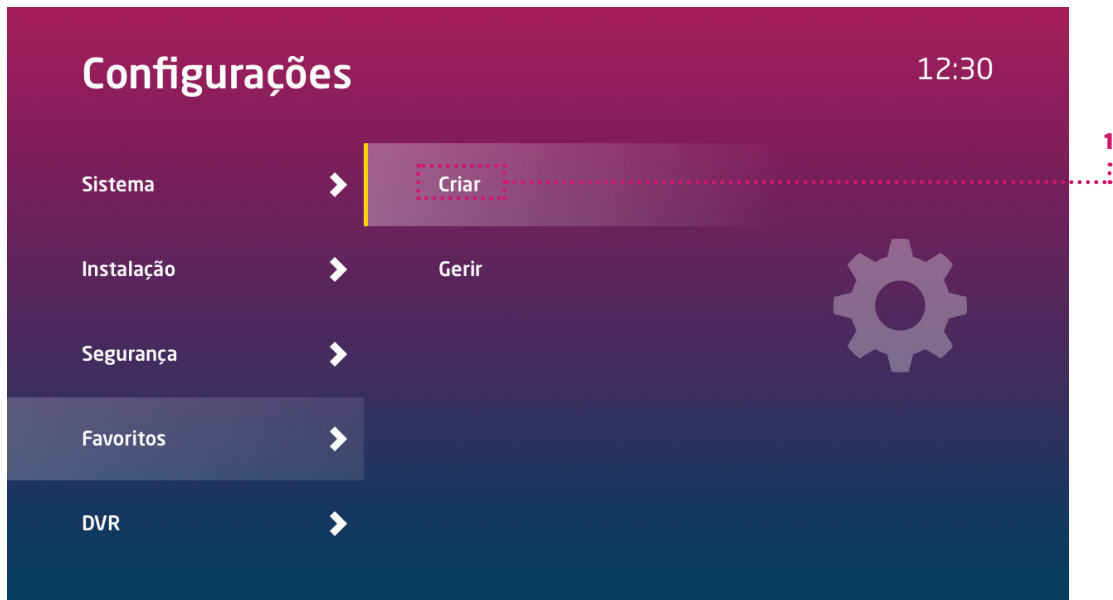 Configurações
12:30
1
Sistema
Criar
Instalação
Gerir
Segurança
Favoritos
DVR